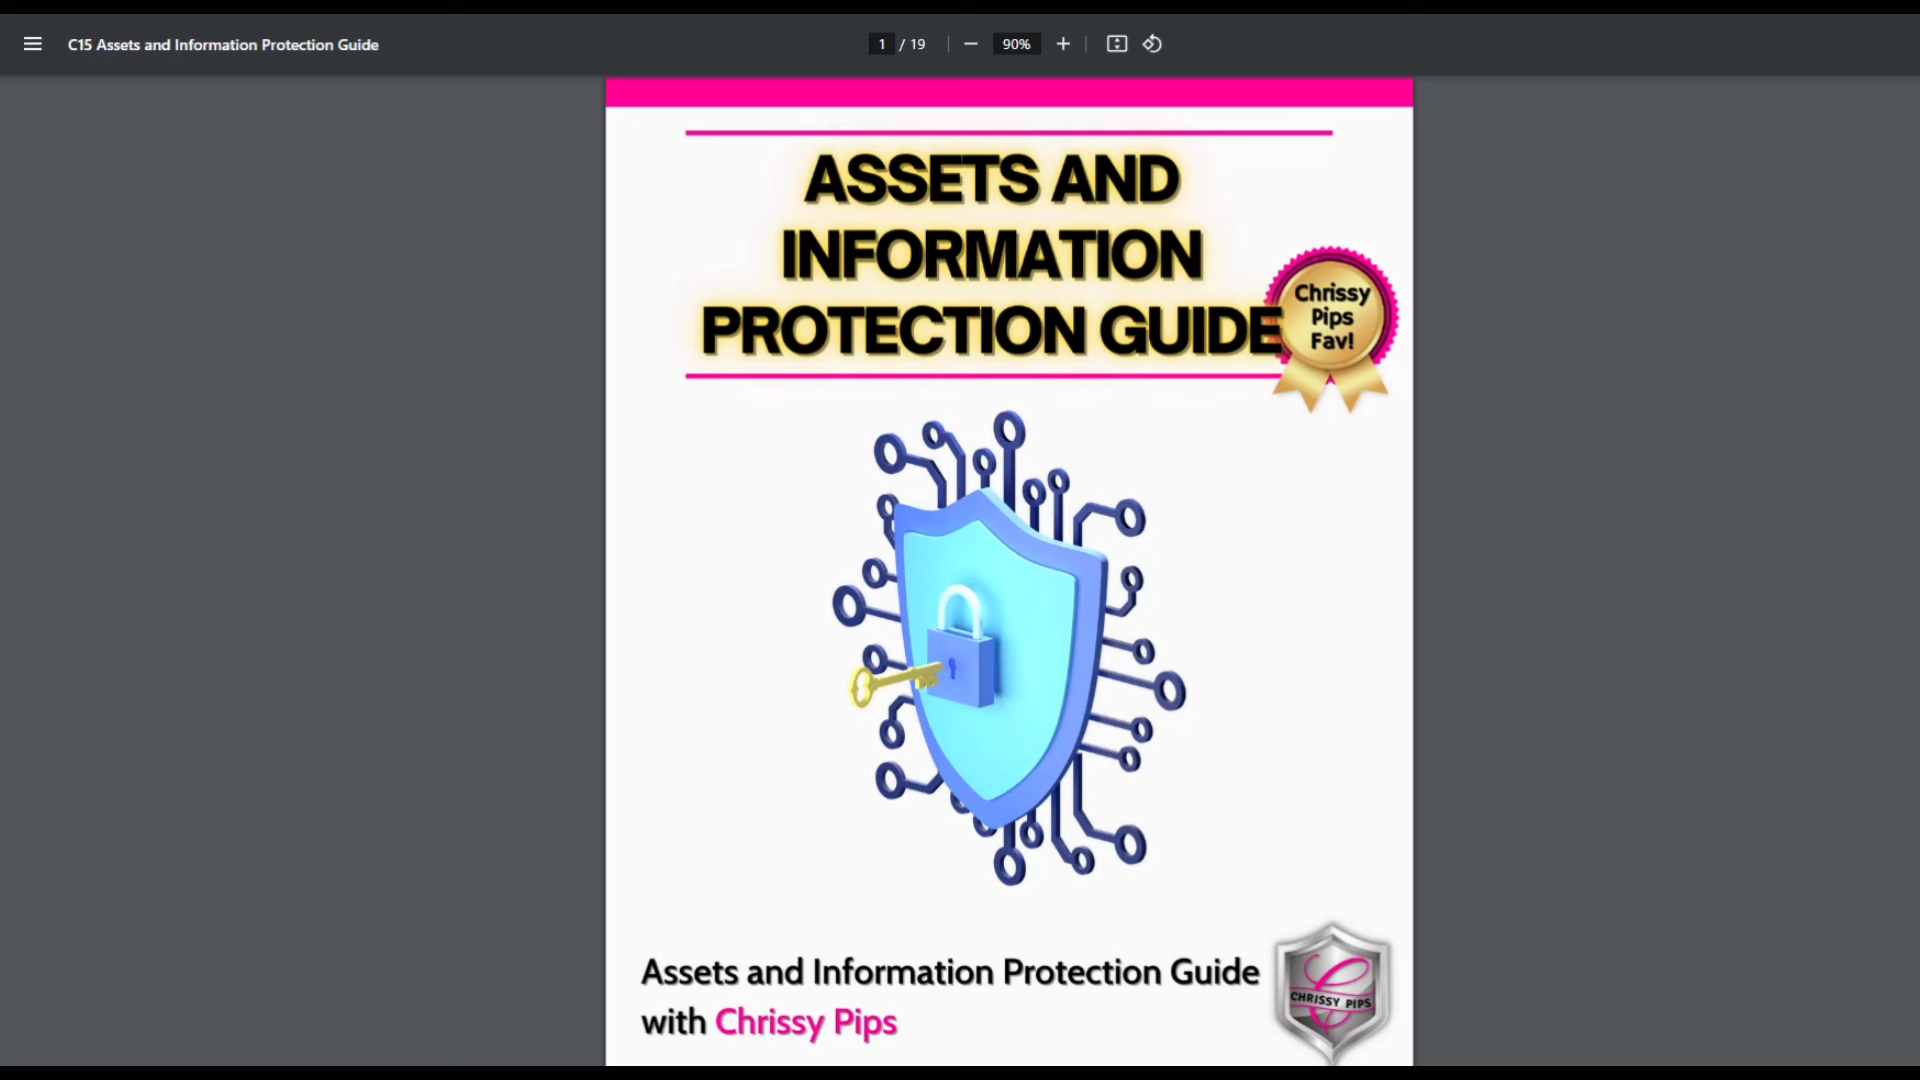 C15 Assets and Information Protection Guide
1 / 19
90%
ASSETS AND
INFORMATION
PROTECTION GUIDE
Chrissy
Pips
Fav!
Assets and Information Protection Guide
with Chrissy Pips
CHRISSY PIPS